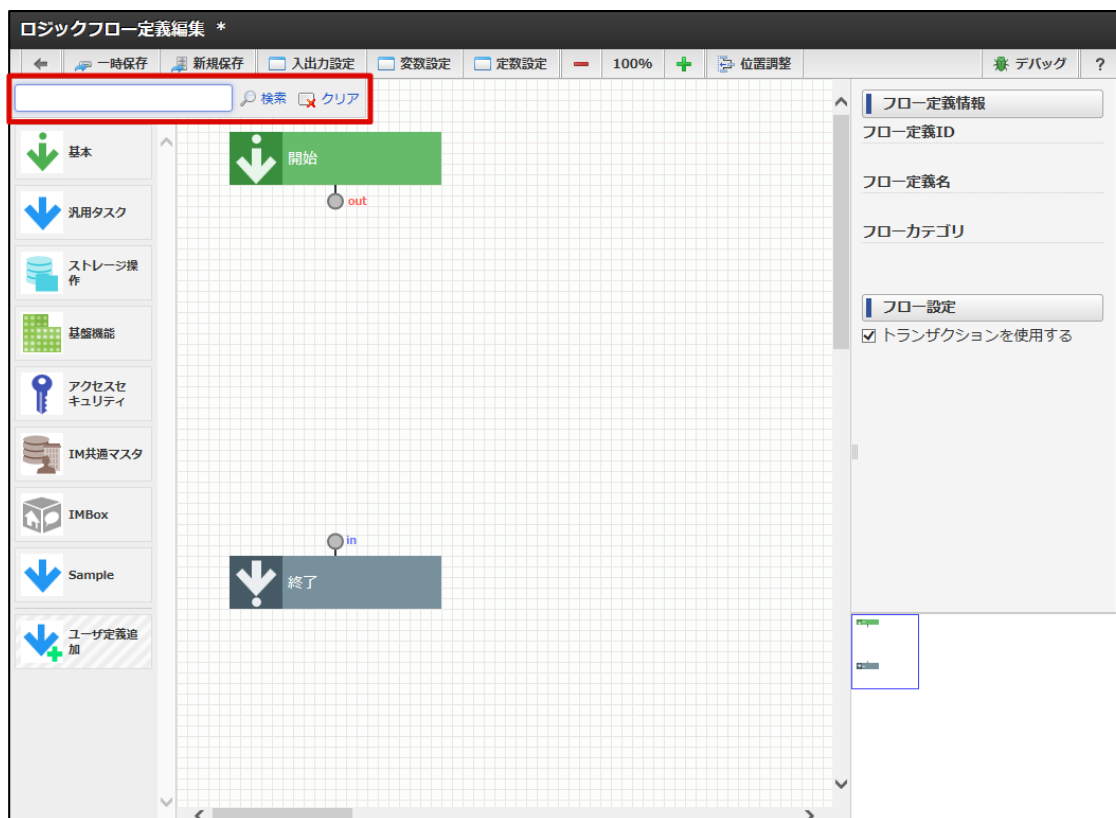 ロジックフロー定義編集 *
一時保存 新規保存 入出力設定 変数設定 定数設定 100% 位置調整 デバッグ ?
検索 クリア
基本
汎用タスク
ストレージ操
作
基盤機能
アクセスセ
キュリティ
IM共通マスタ
IMBox
Sample
ユーザ定義追
加
開始
out
in
終了
フロー定義情報
フロー定義ID
フロー定義名
フローカテゴリ
フロー設定
トランザクションを使用する